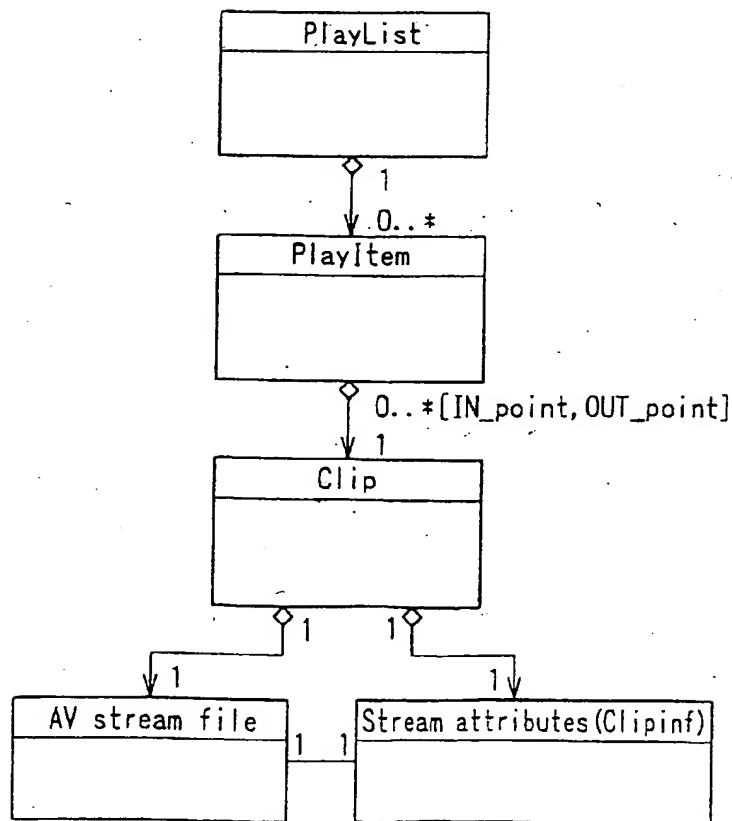 PlayList
1
0..*
PlayItem
0..*[IN_point,OUT_point]
1
Clip
1 1
1 1
AV stream file Stream attributes(Clipinf)
1 1